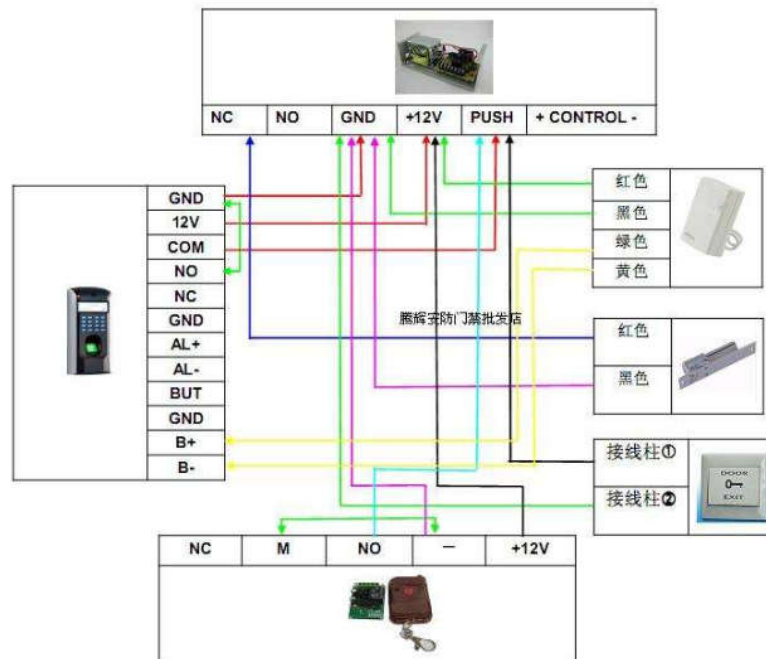 NC NO GND +12V PUSH + CONTROL -
GND
12V
COM
NO
NC
GND
AL+
AL-
BUT
GND
B+
B-
红色
黑色
绿色
黄色
腾辉安防门禁批发店
红色
黑色
接线柱①
接线柱②
DOOR
EXIT
NC M NO — +12V